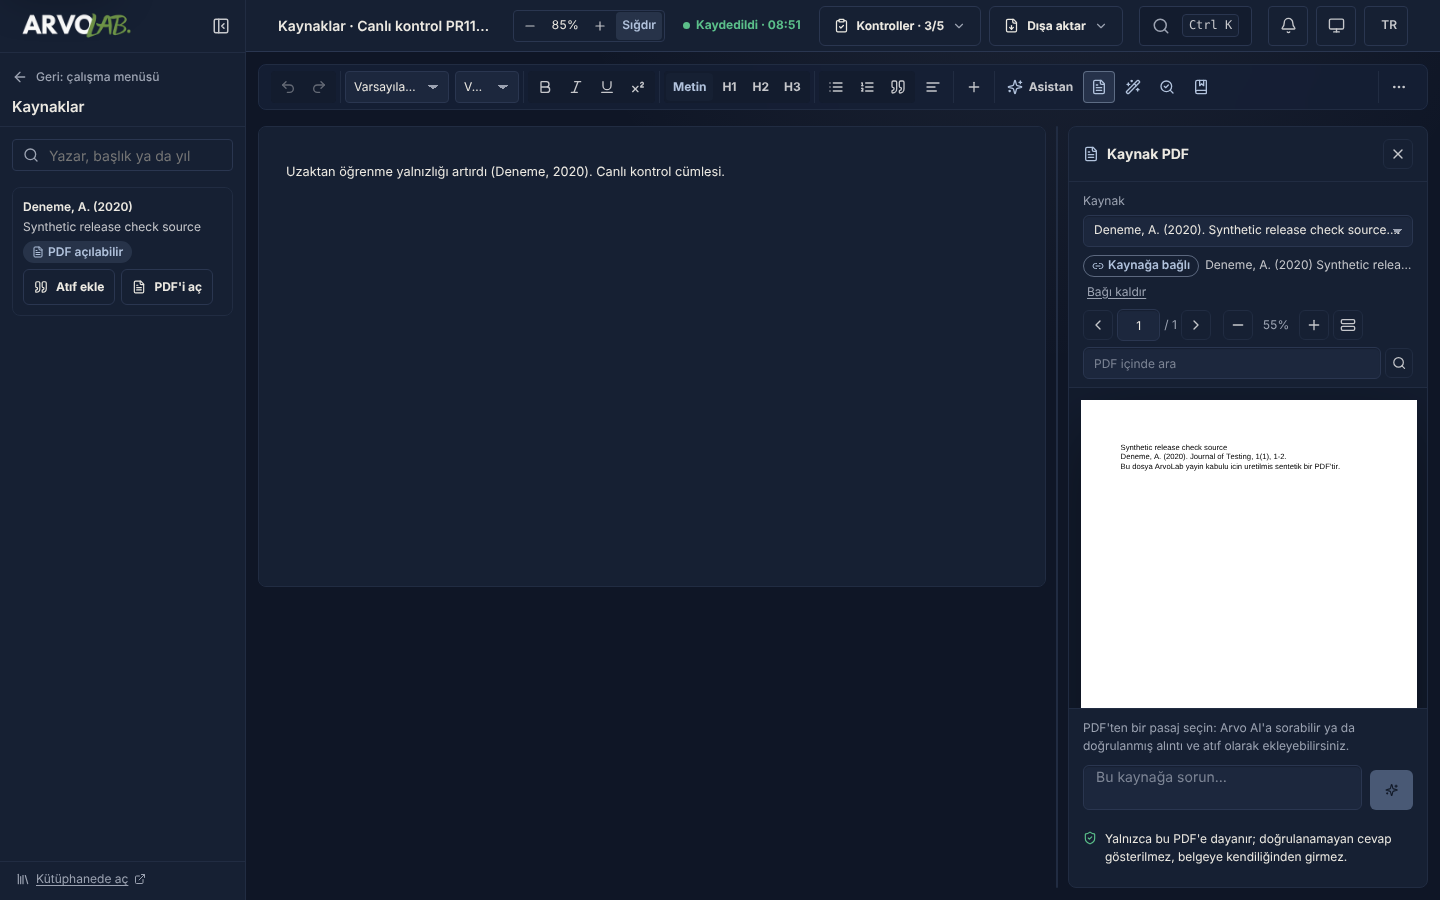 ARVOLAB.
Geri: çalışma menüsü
Kaynaklar
Yazar, başlık ya da yıl
Deneme, A. (2020)
Synthetic release check source
PDF açılabilir
Atıf ekle
PDF'i aç
Kütüphanede aç
Kaynaklar · Canlı kontrol PR11...
85%
Sığdır
Kaydedildi · 08:51
Kontroller · 3/5
Dışa aktar
Ctrl K
TR
Varsayıla...
V...
B
I
U
x²
Metin
H1
H2
H3
Asistan
Uzaktan öğrenme yalnızlığı artırdı (Deneme, 2020). Canlı kontrol cümlesi.
Kaynak PDF
Kaynak
Deneme, A. (2020). Synthetic release check source...
Kaynağa bağlı
Deneme, A. (2020) Synthetic relea...
Bağı kaldır
1
/ 1
55%
PDF içinde ara
Synthetic release check source
Deneme, A. (2020). Journal of Testing, 1(1), 1-2.
Bu dosya ArvoLab yayin kabulu icin uretilmis sentetik bir PDF'tir.
PDF'ten bir pasaj seçin: Arvo AI'a sorabilir ya da
doğrulanmış alıntı ve atıf olarak ekleyebilirsiniz.
Bu kaynağa sorun...
Yalnızca bu PDF'e dayanır; doğrulanamayan cevap
gösterilmez, belgeye kendiliğinden girmez.